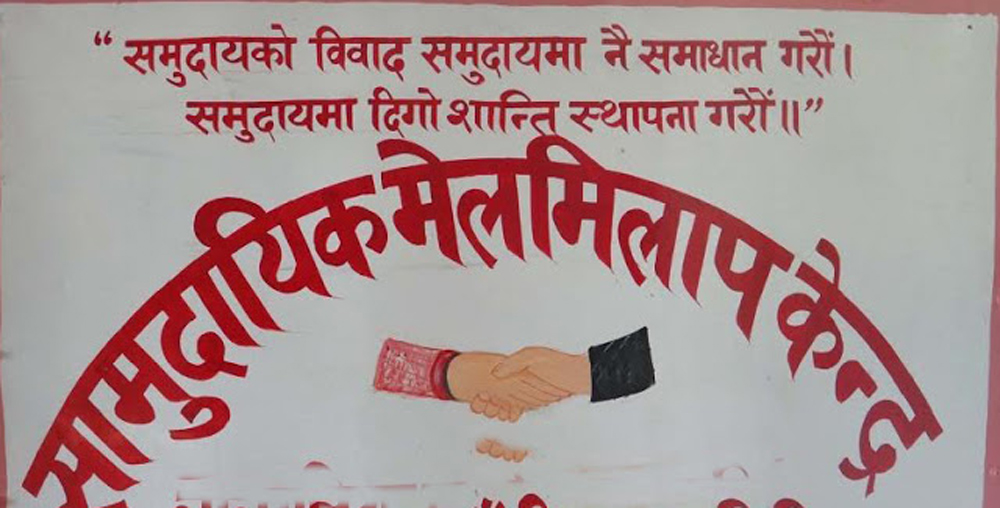 “समुदायको विवाद समुदायमा नै समाधान गरौं।
समुदायमा दिगो शान्ति स्थापना गरौं॥”
सामुदायिक मेलमिलाप केन्द्र